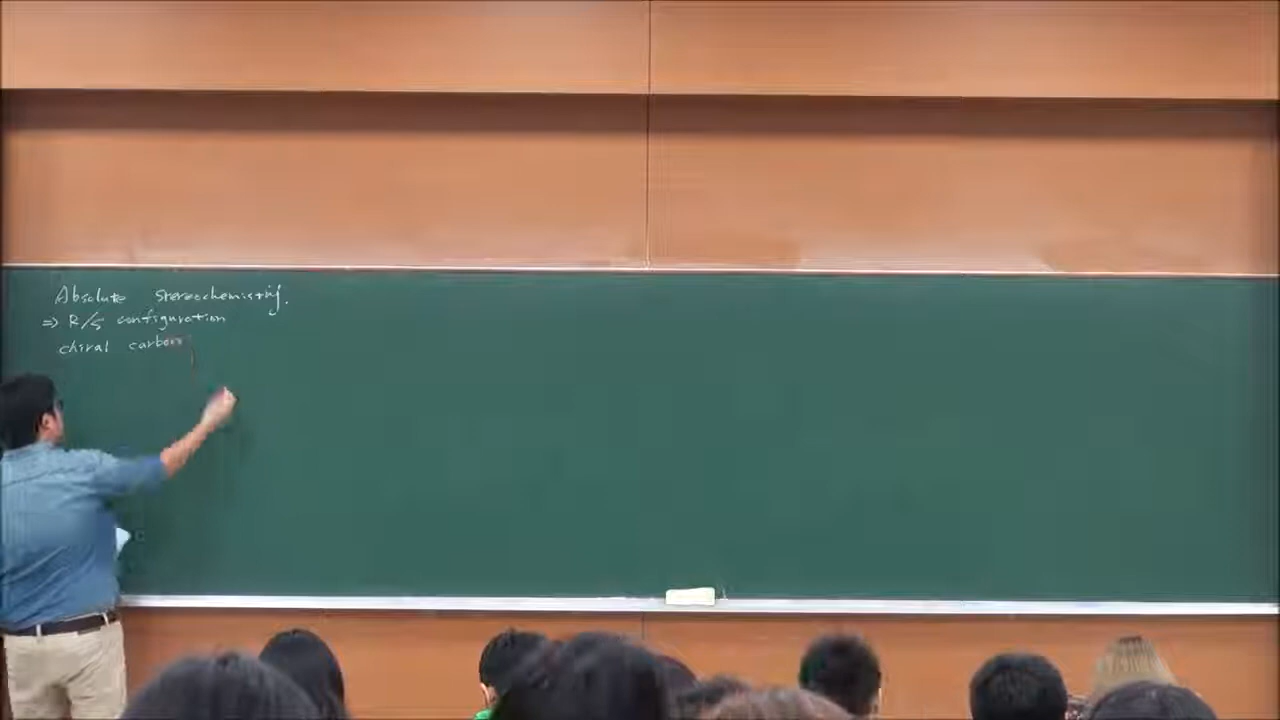 Absolute stereochemistry.
⇒ R/S configuration
chiral carbon